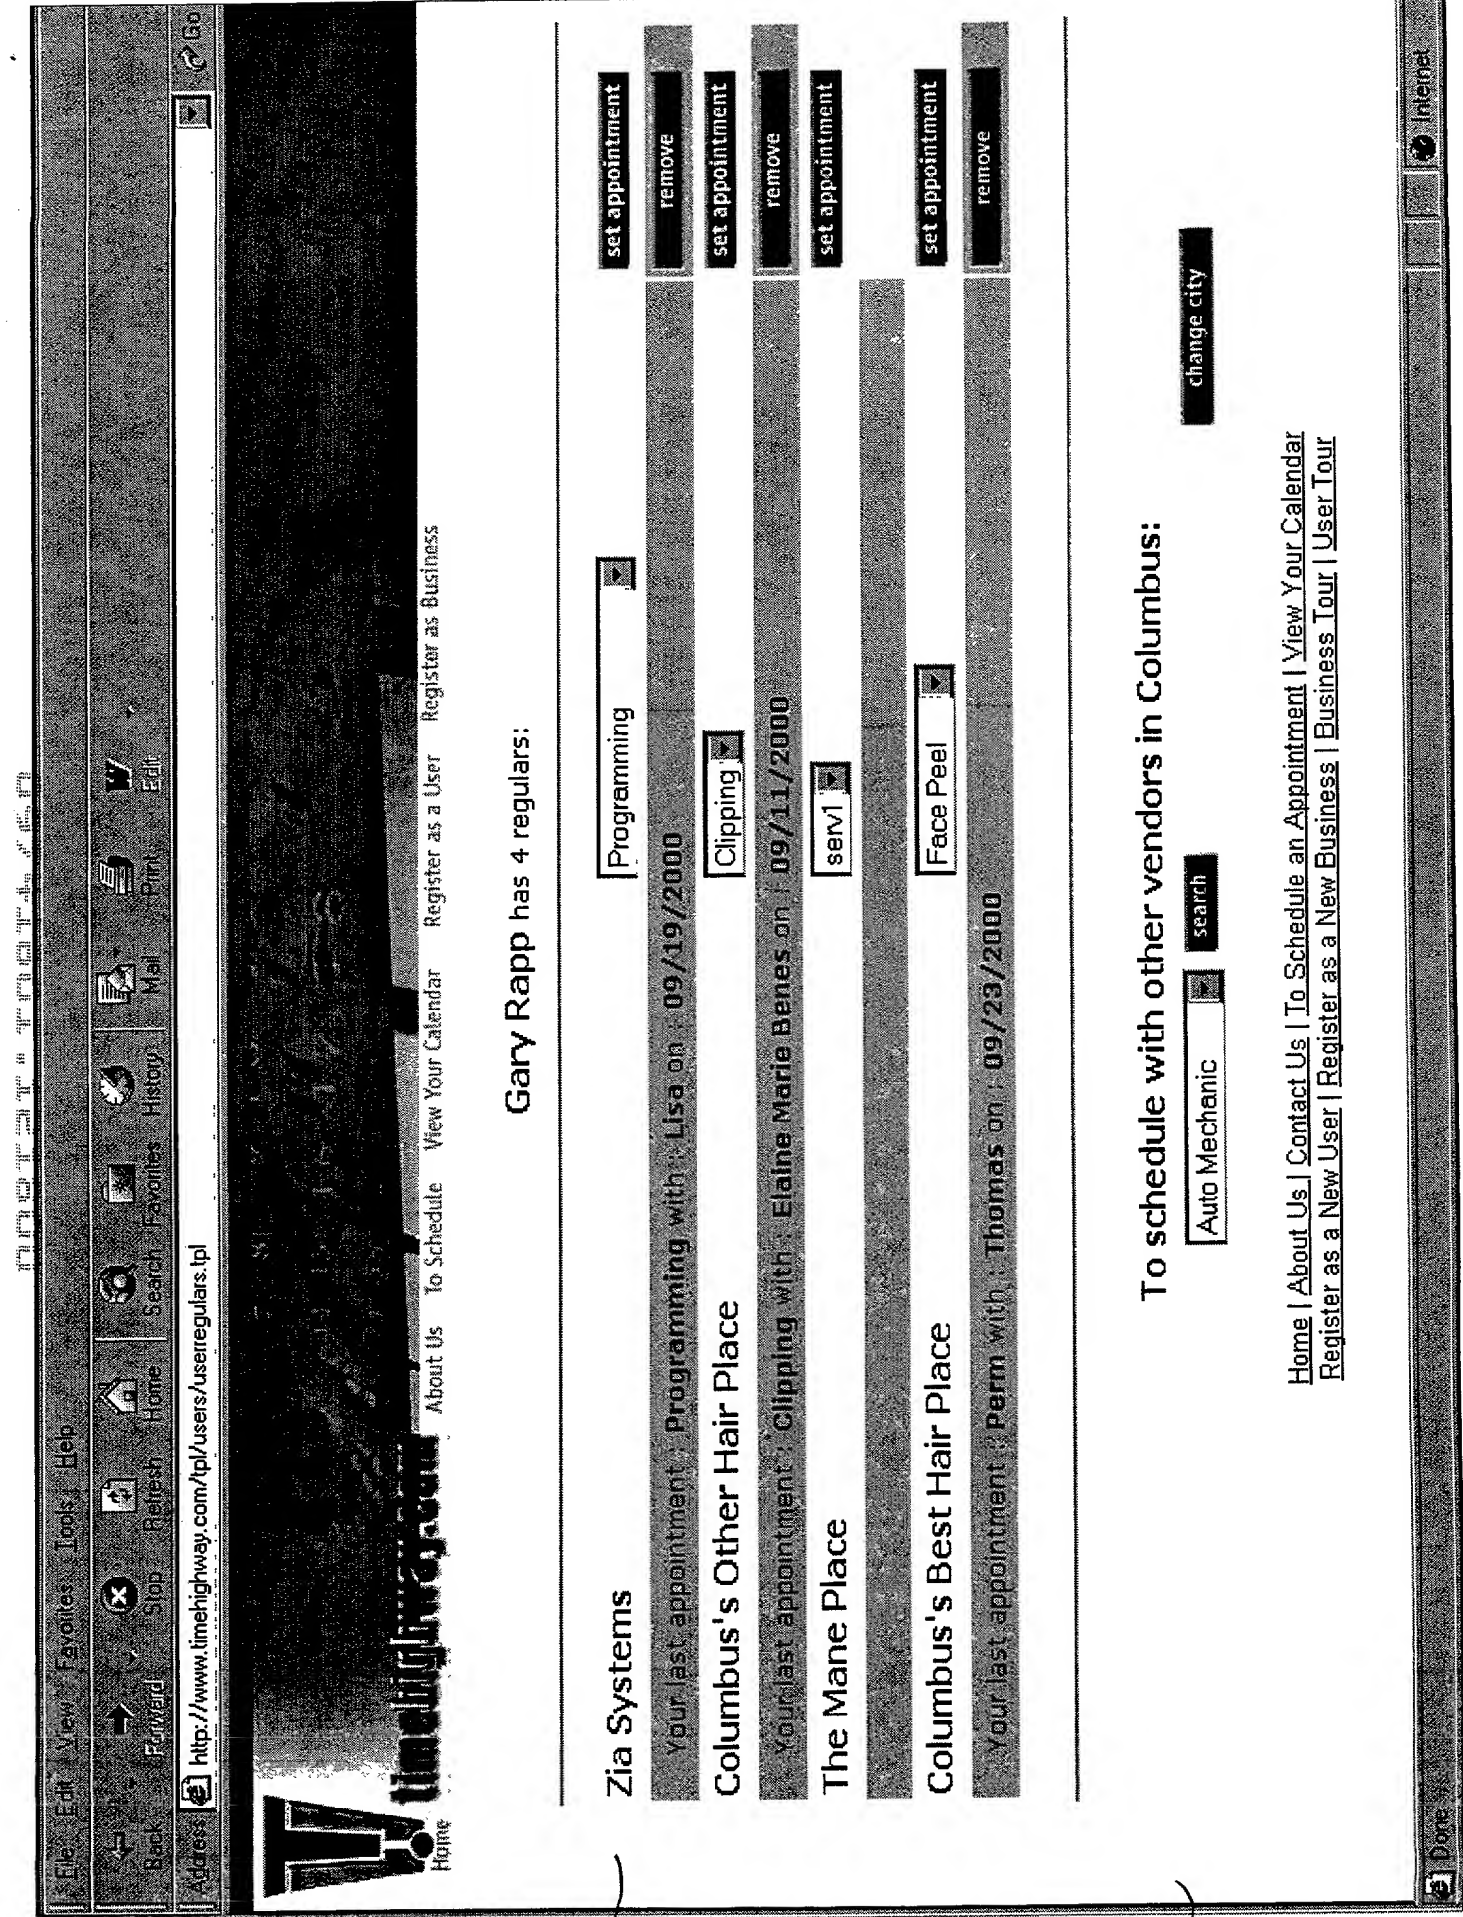 File Edit View Favorites Tools Help
Back Forward Stop Refresh Home Search Favorites History Mail Print Edit
Address http://www.timehighway.com/tpl/users/userregulars.tpl Go
timehighway.com
Home About Us To Schedule View Your Calendar Register as a User Register as Business
Gary Rapp has 4 regulars:
Zia Systems Programming set appointment
Your last appointment : Programming with : Lisa on : 09/19/2000 remove
Columbus's Other Hair Place Clipping set appointment
Your last appointment : Clipping with : Elaine Marie Benes on : 09/11/2000 remove
The Mane Place serv1 set appointment
Columbus's Best Hair Place Face Peel set appointment
Your last appointment : Perm with : Thomas on : 09/23/2000 remove
To schedule with other vendors in Columbus:
Auto Mechanic search change city
Home | About Us | Contact Us | To Schedule an Appointment | View Your Calendar
Register as a New User | Register as a New Business | Business Tour | User Tour
Done Internet